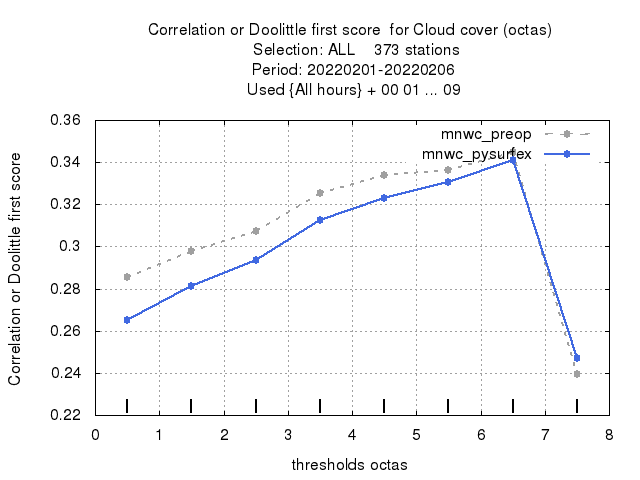 Correlation or Doolittle first score  for Cloud cover (octas)
Selection: ALL    373 stations
Period: 20220201-20220206
Used {All hours} + 00 01 ... 09
mnwc_preop
mnwc_pysurfex
Correlation or Doolittle first score
0.36
0.34
0.32
0.3
0.28
0.26
0.24
0.22
0 1 2 3 4 5 6 7 8
thresholds octas